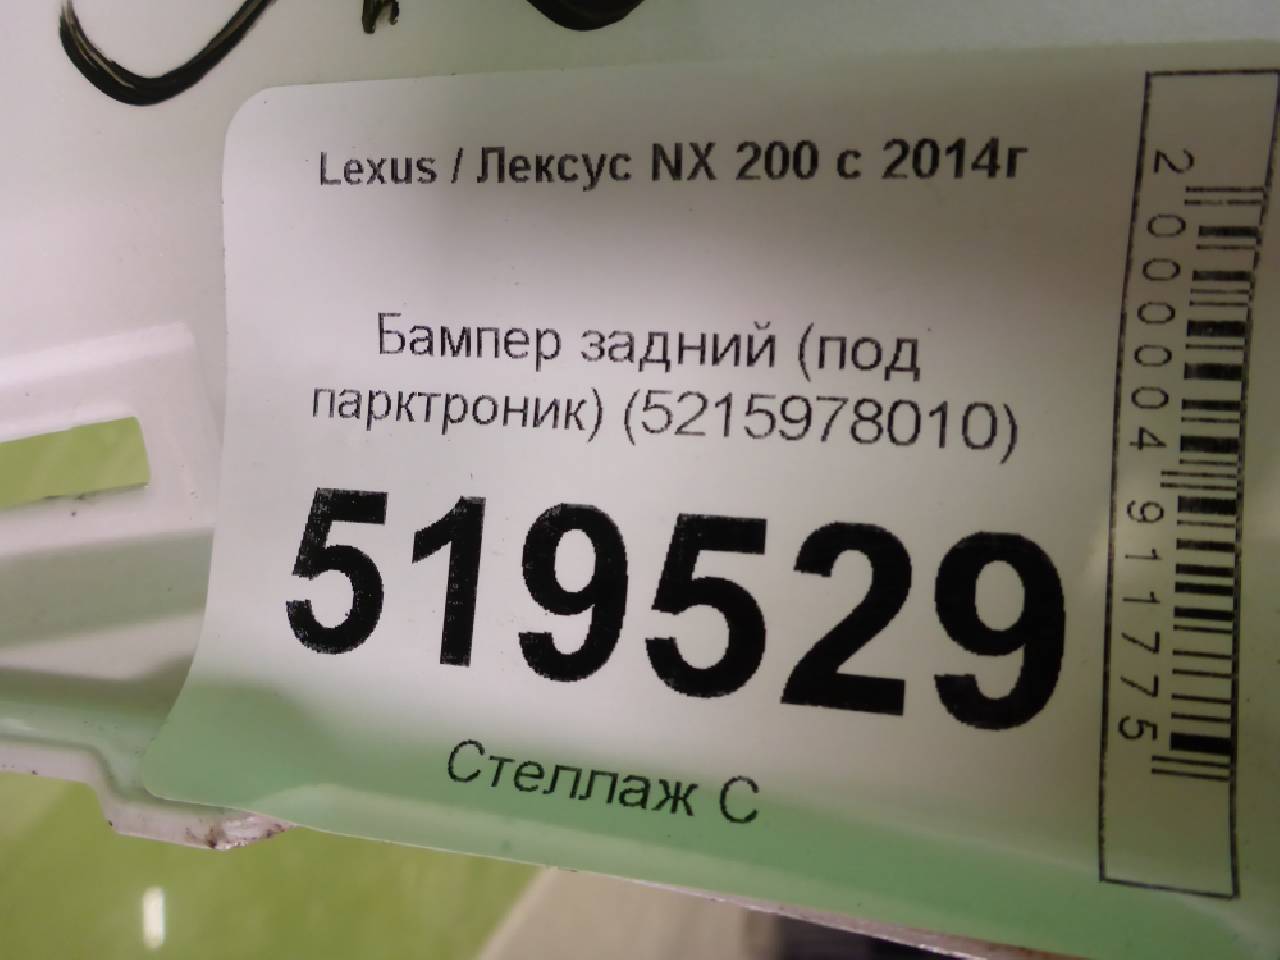 Lexus / Лексус NX 200 с 2014г
Бампер задний (под
парктроник) (5215978010)
519529
Стеллаж С
2000004911775